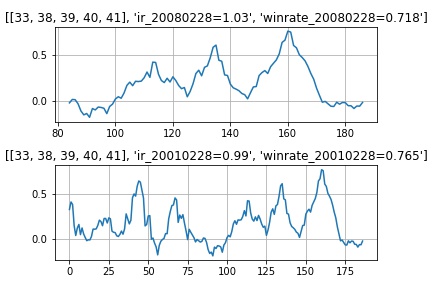 [[33, 38, 39, 40, 41], 'ir_20080228=1.03', 'winrate_20080228=0.718']
0.5
0.0
80 100 120 140 160 180
[[33, 38, 39, 40, 41], 'ir_20010228=0.99', 'winrate_20010228=0.765']
0.5
0.0
0 25 50 75 100 125 150 175